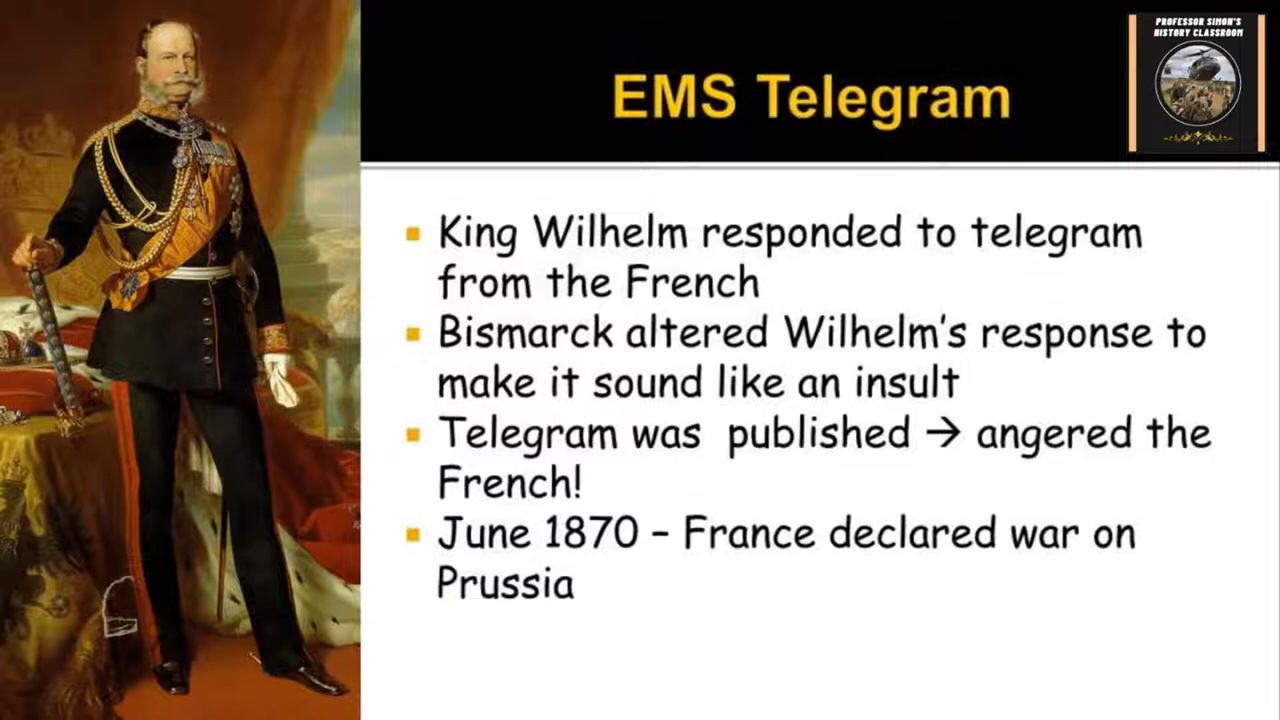 PROFESSOR SIMON'S
HISTORY CLASSROOM
EMS Telegram
▪ King Wilhelm responded to telegram
from the French
▪ Bismarck altered Wilhelm's response to
make it sound like an insult
▪ Telegram was published → angered the
French!
▪ June 1870 – France declared war on
Prussia